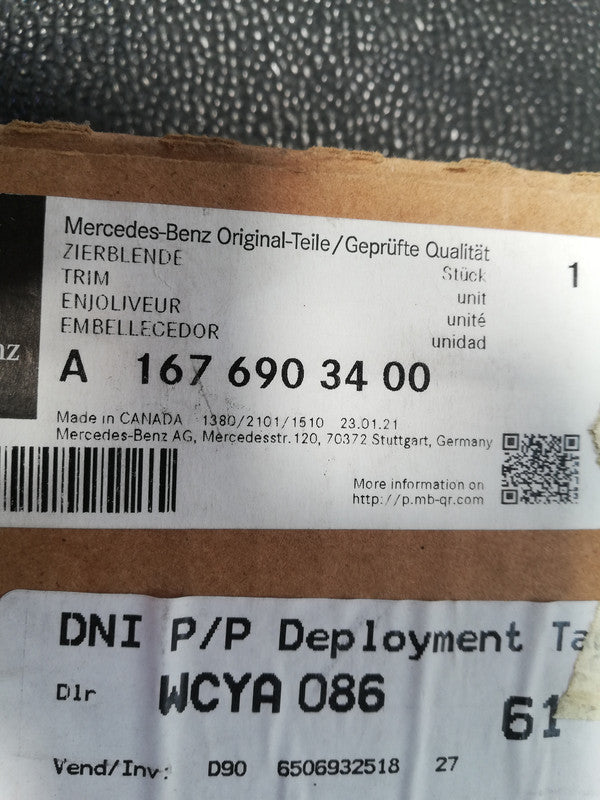 Mercedes-Benz Original-Teile/Geprüfte Qualität
ZIERBLENDE Stück 1
TRIM unit
ENJOLIVEUR unité
EMBELLECEDOR unidad
A 167 690 34 00
Made in CANADA 1380/2101/1510 23.01.21
Mercedes-Benz AG, Mercedesstr.120, 70372 Stuttgart, Germany
More information on
http://p.mb-qr.com
DNI P/P Deployment
Dlr WCYA 086 61
Vend/Inv: D90 6506932518 27